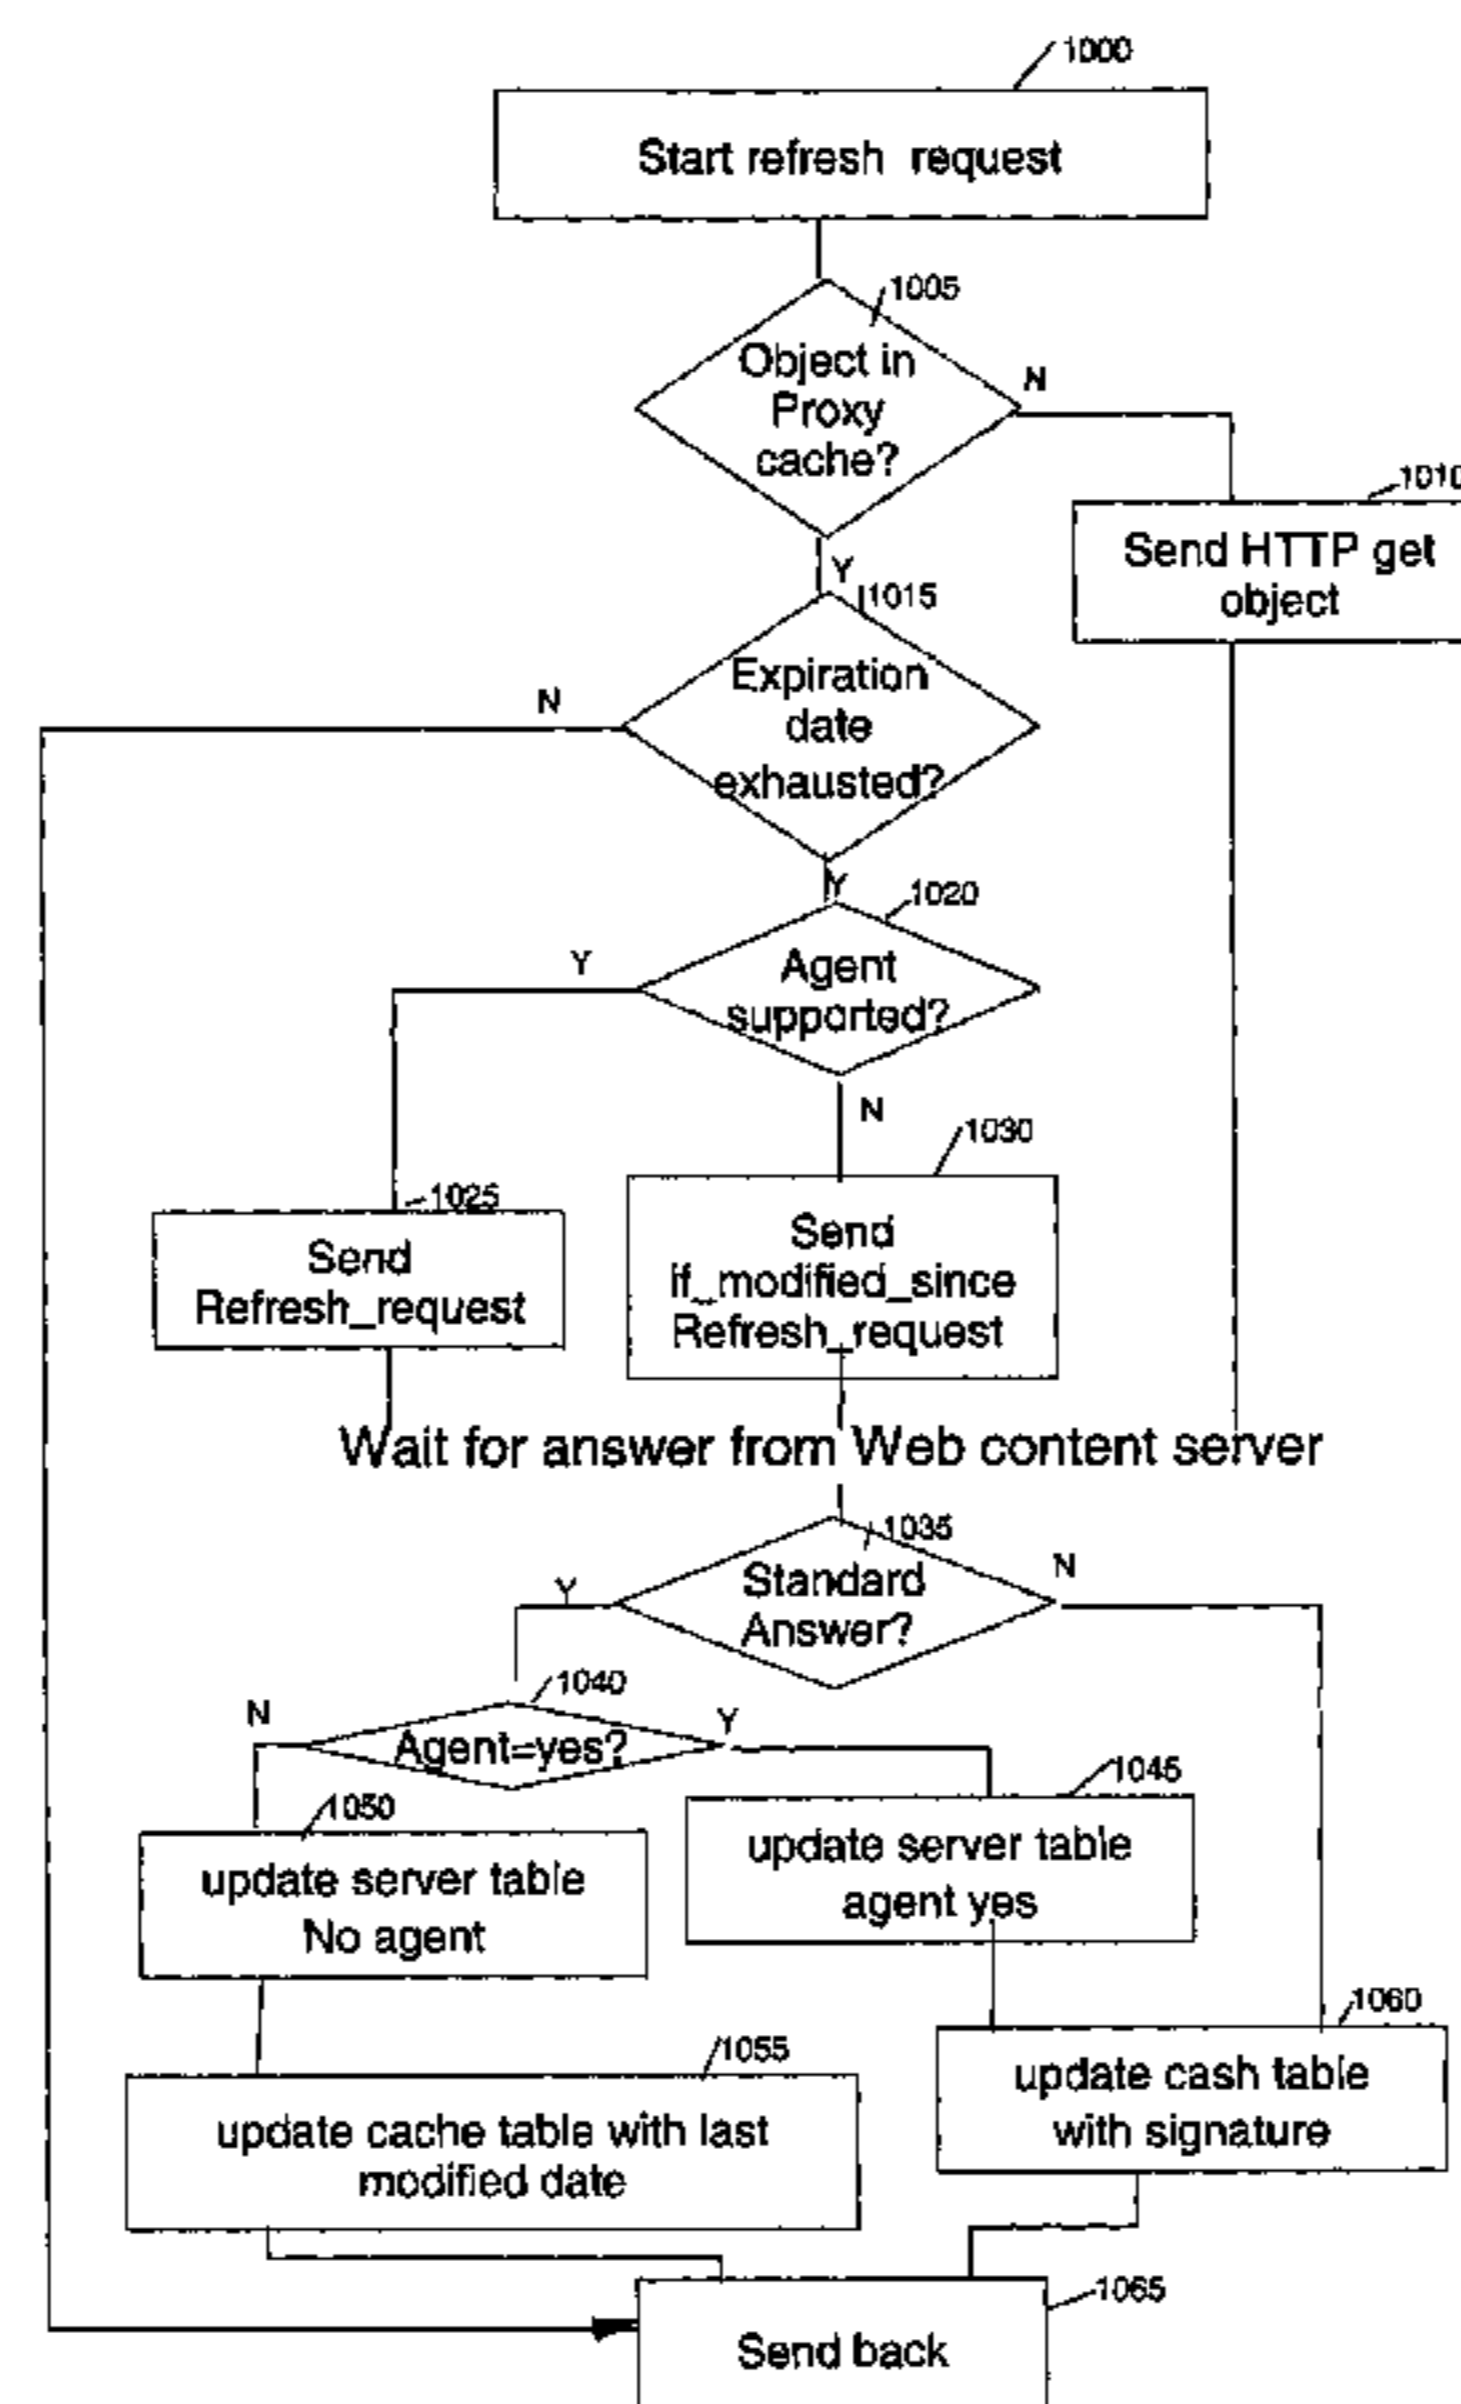 1000
Start refresh request
1005
Object in
Proxy
cache?
N
1010
Send HTTP get
object
Y
1015
Expiration
date
exhausted?
N
Y
1020
Agent
supported?
Y
N
1025
Send
Refresh_request
1030
Send
If_modified_since
Refresh_request
Wait for answer from Web content server
1035
Standard
Answer?
Y
N
1040
Agent=yes?
N
Y
1045
update server table
agent yes
1050
update server table
No agent
1055
update cache table with last
modified date
1060
update cash table
with signature
1065
Send back